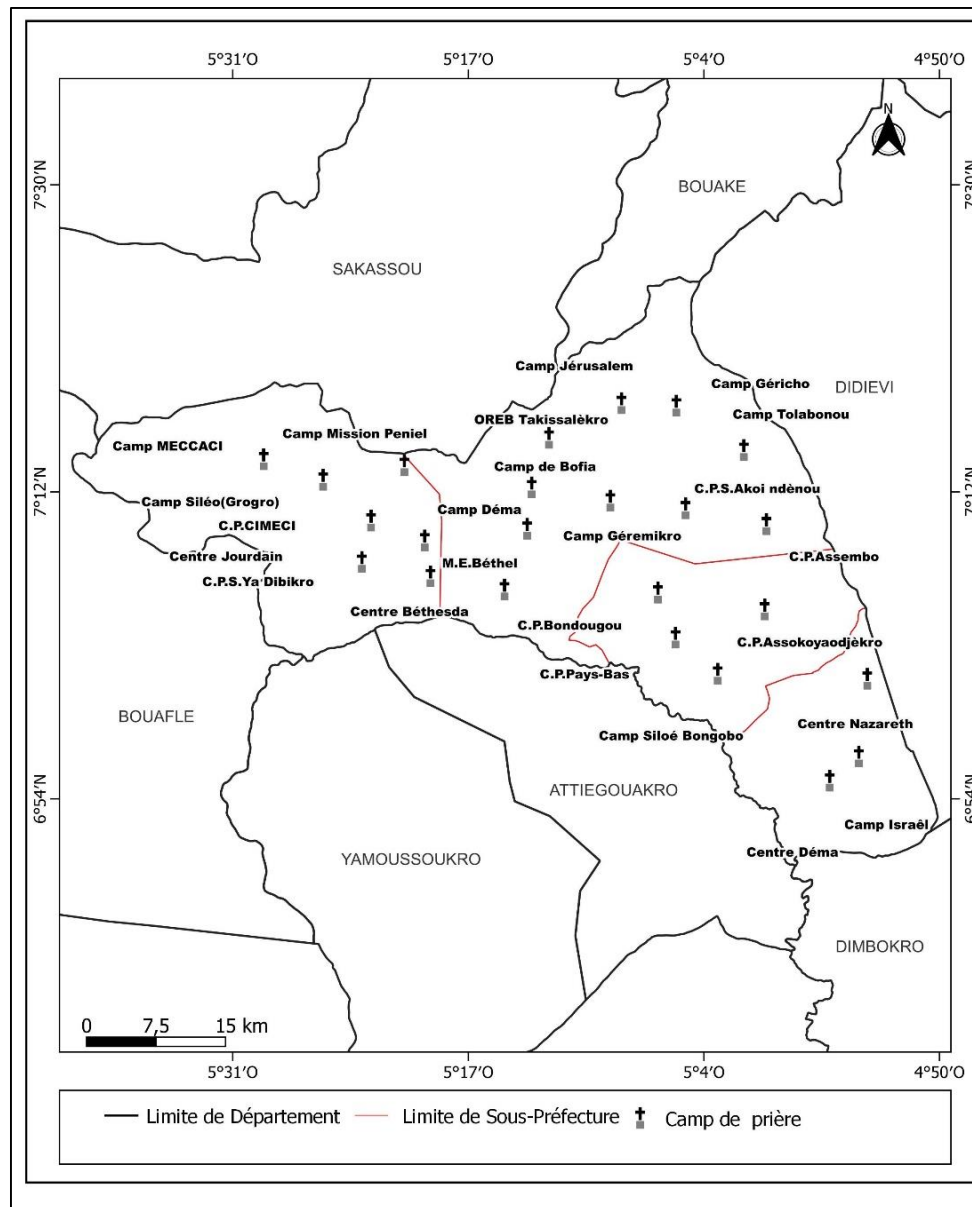 5°31′O 5°17′O 5°4′O 4°50′O
N
7°30′N 7°30′N
BOUAKE
SAKASSOU
Camp Jérusalem
Camp Géricho
DIDIEVI
Camp Tolabonou
OREB Takissalèkro
Camp Mission Peniel
Camp MECCACI
Camp de Bofia
7°12′N 7°12′N
C.P.S.Akoi ndènou
Camp Siléo(Grogro)
Camp Déma
C.P.CIMECI
Camp Géremikro
Centre Jourdain
M.E.Béthel
C.P.Assembo
C.P.S.Ya Dibikro
Centre Béthesda
C.P.Bondougou
C.P.Assokoyaodjèkro
C.P.Pays-Bas
BOUAFLE
Centre Nazareth
Camp Siloé Bongobo
ATTIEGOUAKRO
6°54′N 6°54′N
Camp Israêl
Centre Déma
YAMOUSSOUKRO
DIMBOKRO
0 7,5 15 km
5°31′O 5°17′O 5°4′O 4°50′O
Limite de Département Limite de Sous-Préfecture Camp de prière